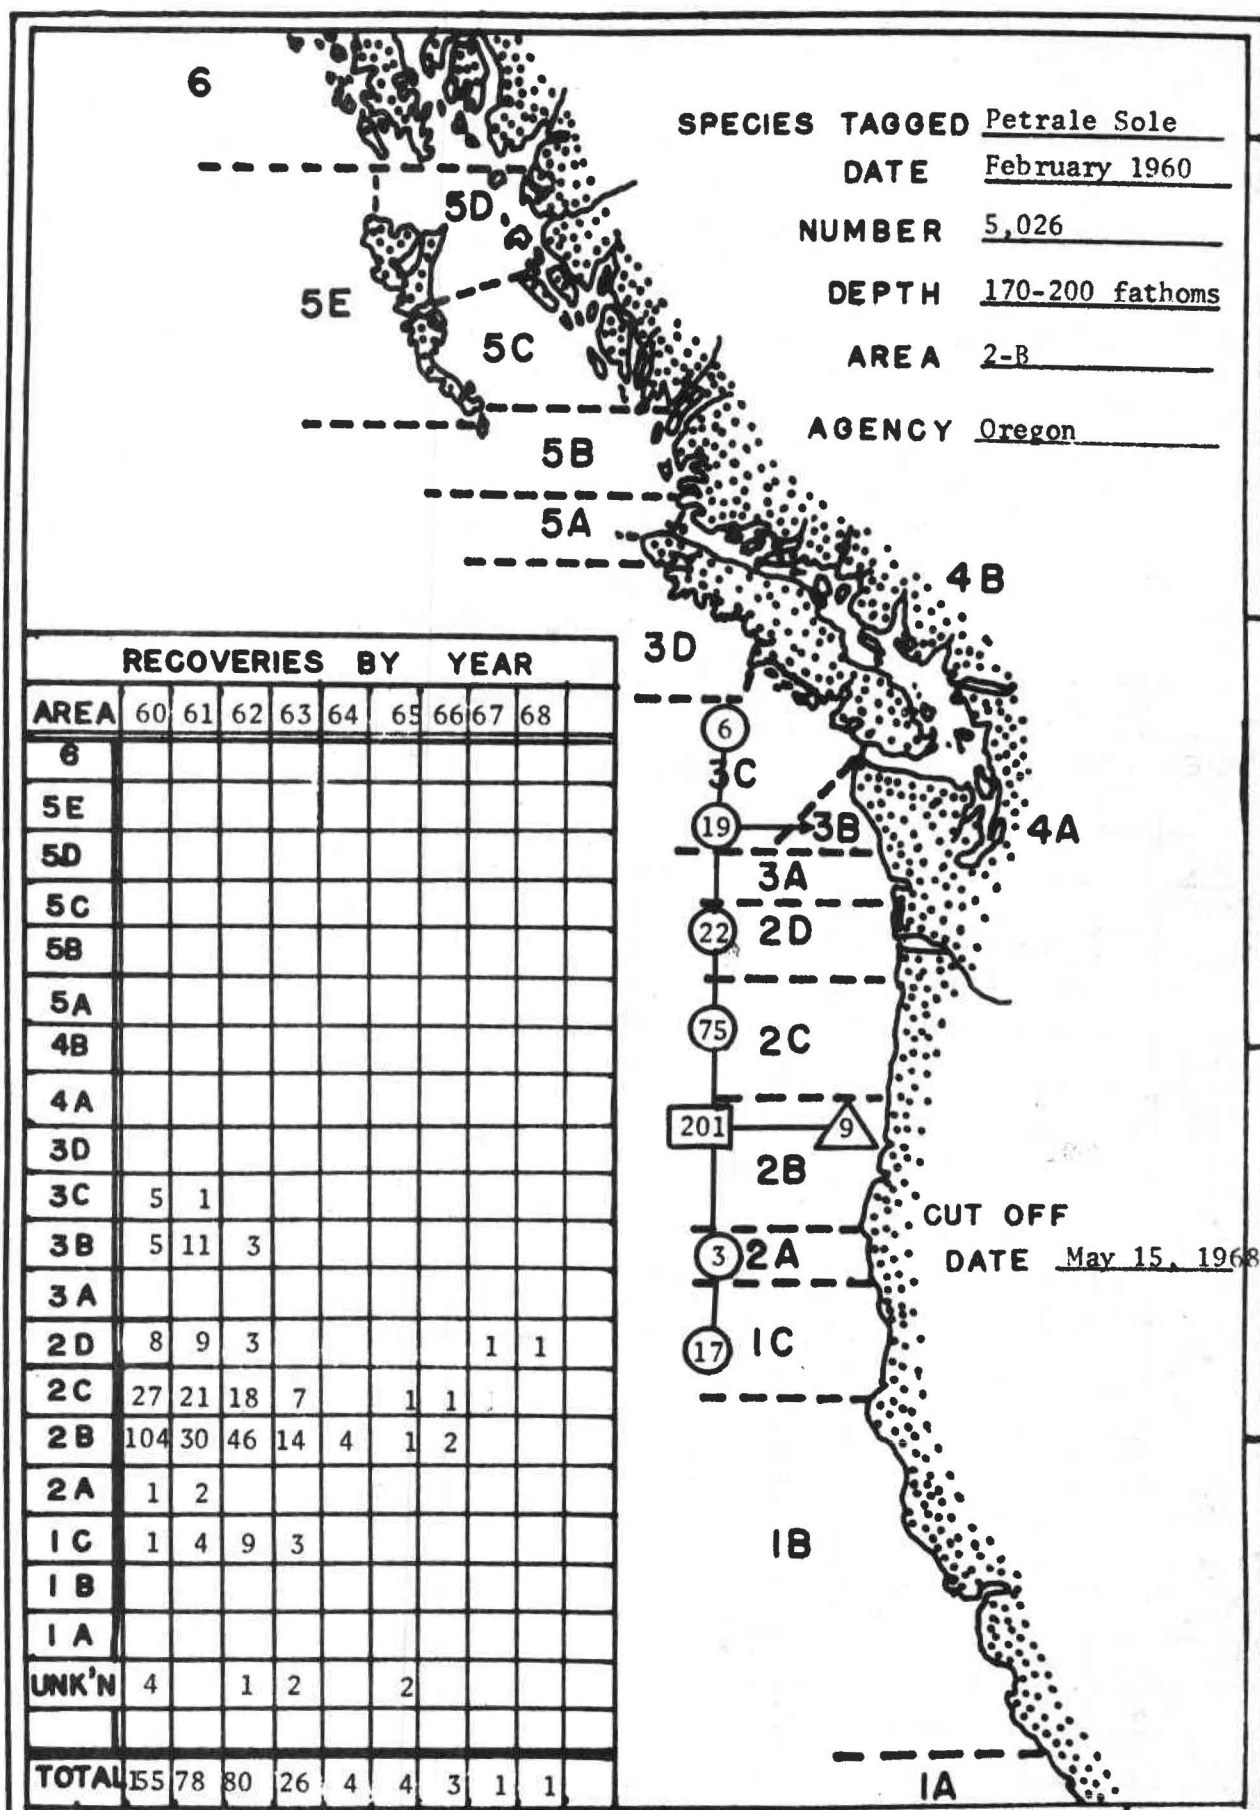 6
SPECIES TAGGED Petrale Sole
DATE February 1960
5D
NUMBER 5,026
5E
DEPTH 170-200 fathoms
5C
AREA 2-B
AGENCY Oregon
5B
5A
4B
3D
6
3C
19
3B
4A
3A
22
2D
75
2C
201
9
2B
CUT OFF
DATE May 15, 1968
3
2A
17
1C
1B
1A
RECOVERIES BY YEAR
AREA 60 61 62 63 64 65 66 67 68
6
5E
5D
5C
5B
5A
4B
4A
3D
3C 5 1
3B 5 11 3
3A
2D 8 9 3 1 1
2C 27 21 18 7 1 1
2B 104 30 46 14 4 1 2
2A 1 2
1C 1 4 9 3
1B
1A
UNK'N 4 1 2 2
TOTAL 155 78 80 26 4 4 3 1 1